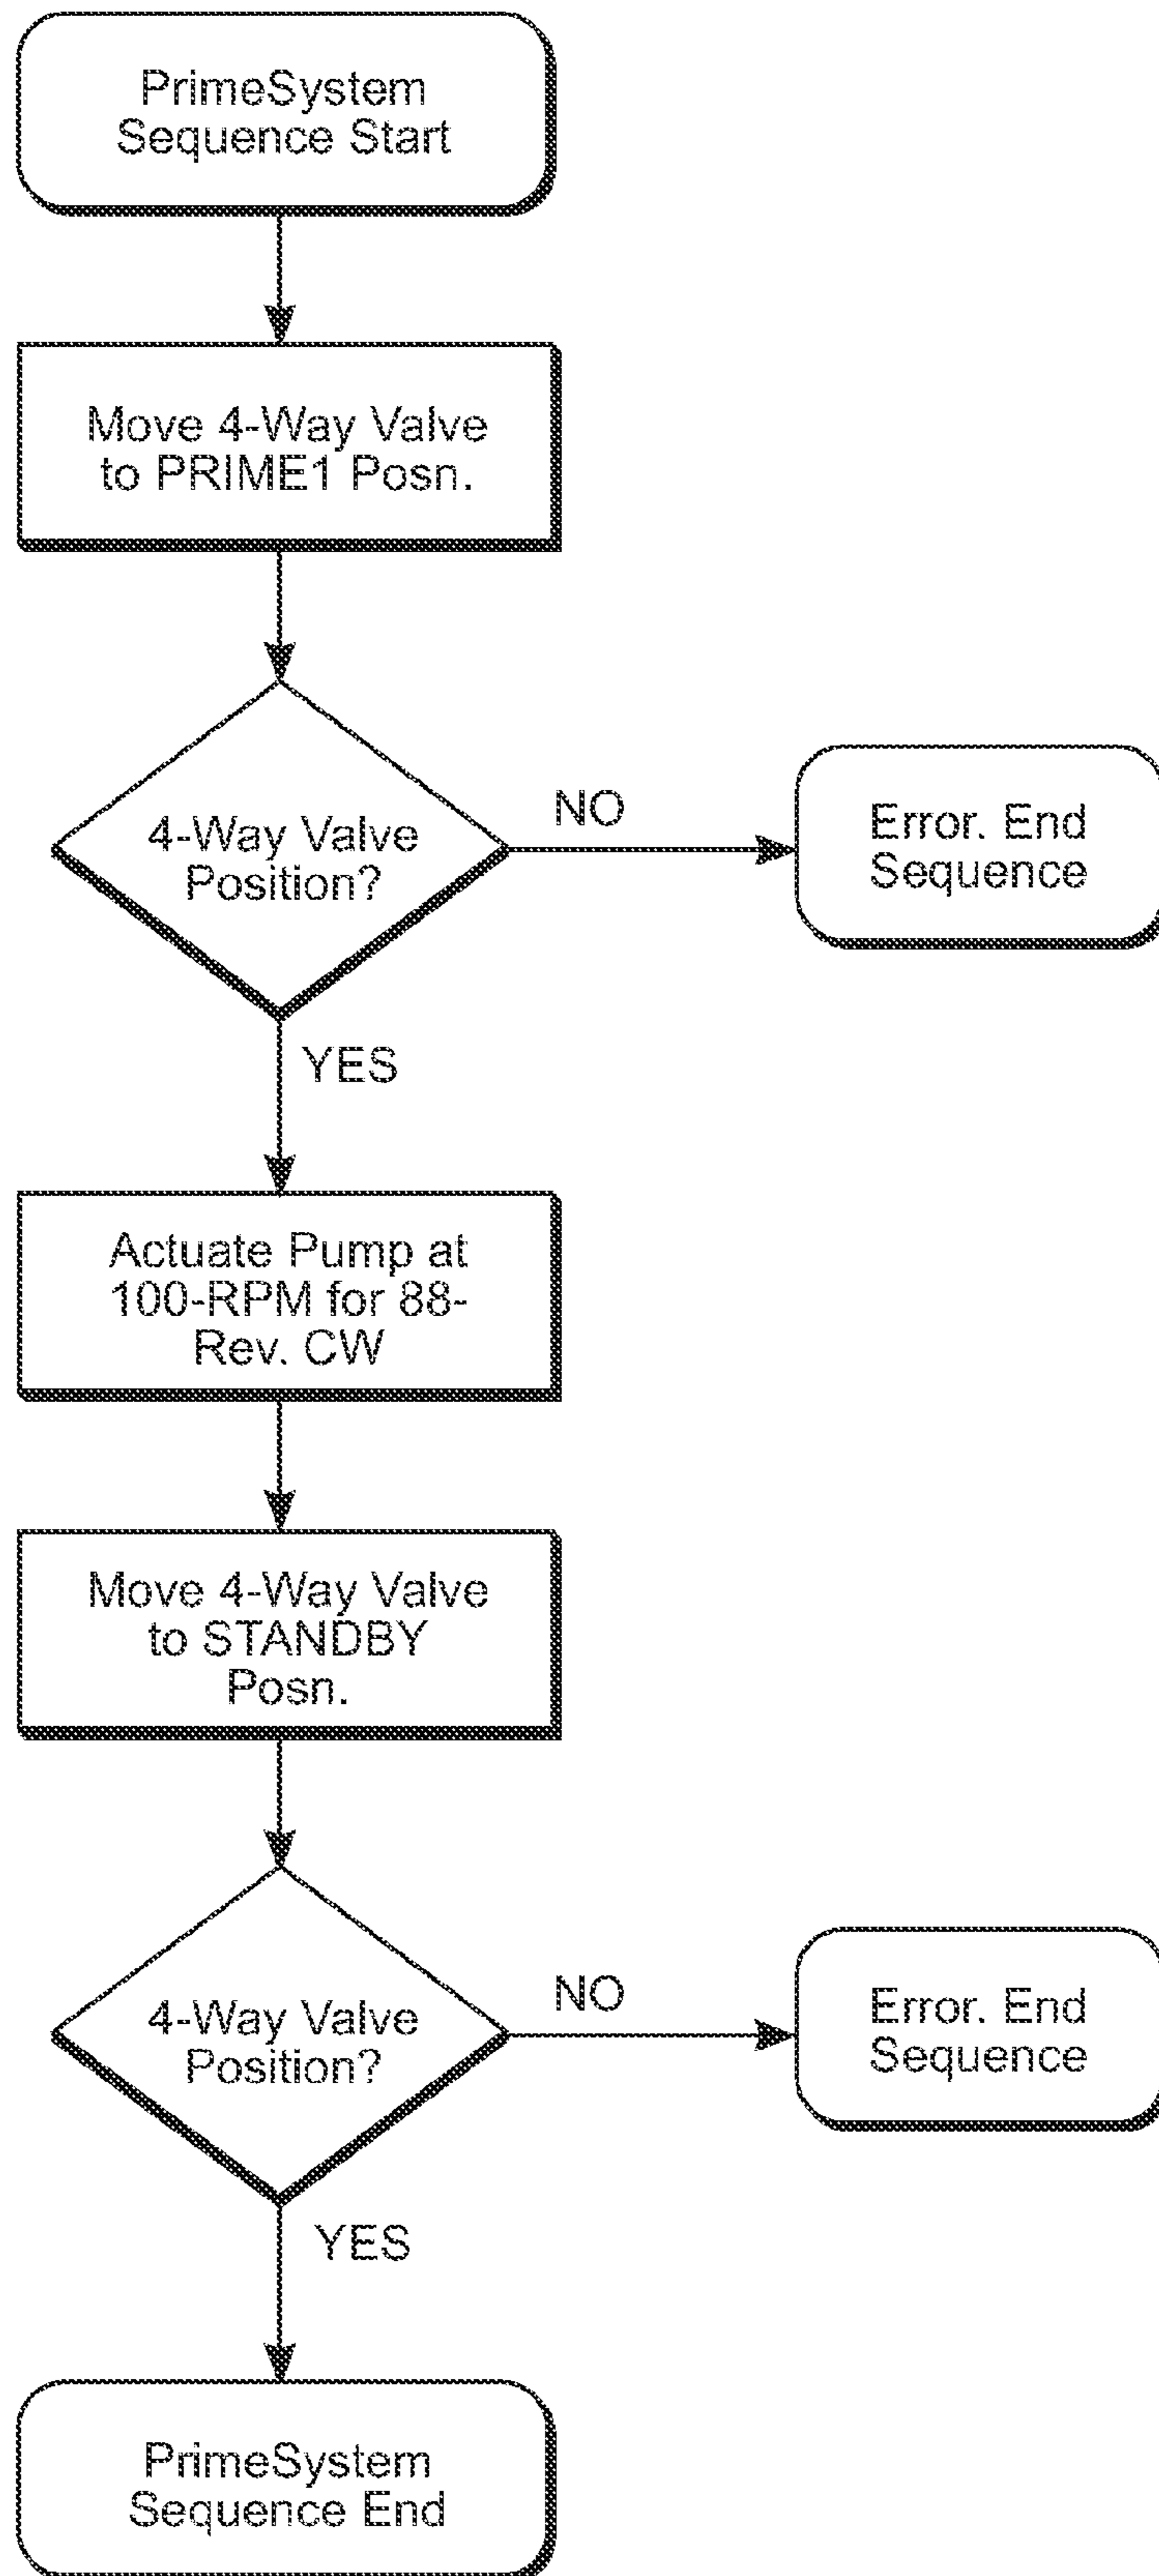 PrimeSystem
Sequence Start
Move 4-Way Valve
to PRIME1 Posn.
4-Way Valve
Position?
NO
Error. End
Sequence
YES
Actuate Pump at
100-RPM for 88-
Rev. CW
Move 4-Way Valve
to STANDBY
Posn.
4-Way Valve
Position?
NO
Error. End
Sequence
YES
PrimeSystem
Sequence End